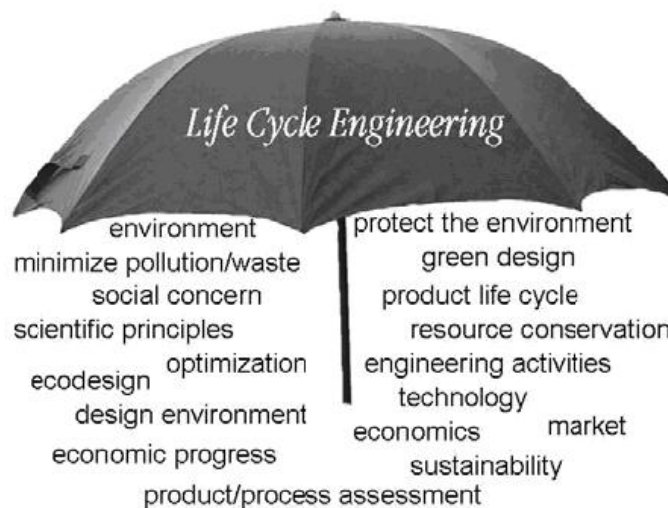 Life Cycle Engineering
environment
protect the environment
minimize pollution/waste
green design
social concern
product life cycle
scientific principles
resource conservation
optimization
engineering activities
ecodesign
technology
design environment
economics
market
economic progress
sustainability
product/process assessment